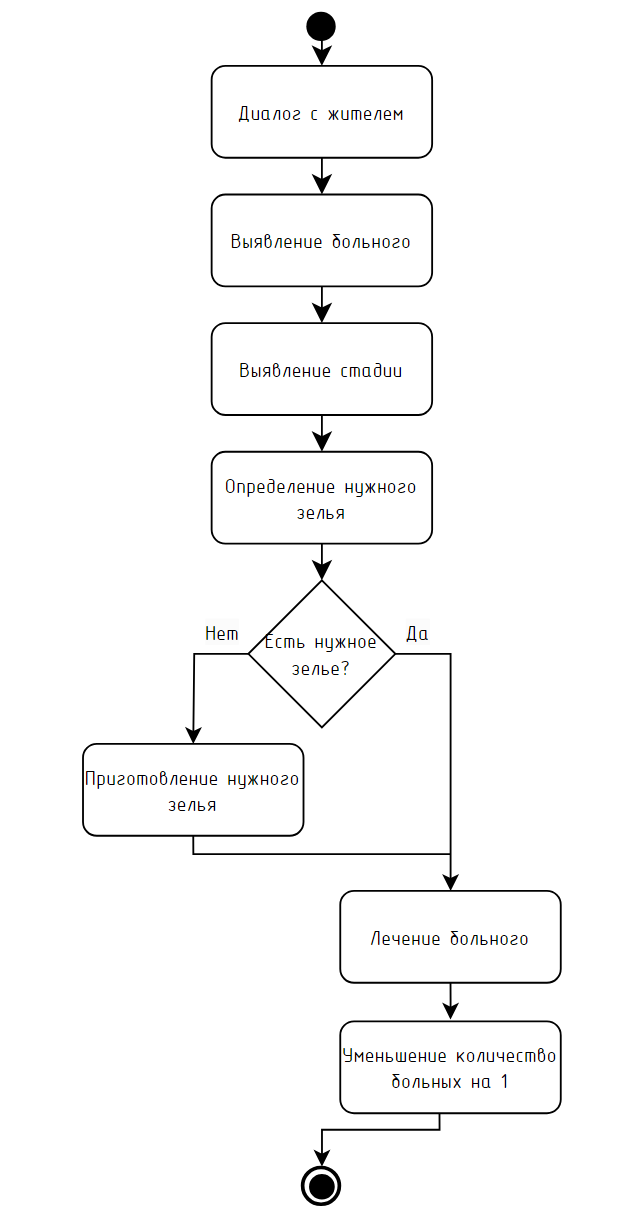 Диалог с жителем
Выявление больного
Выявление стадии
Определение нужного
зелья
Нет
Да
Есть нужное
зелье?
Приготовление нужного
зелья
Лечение больного
Уменьшение количество
больных на 1